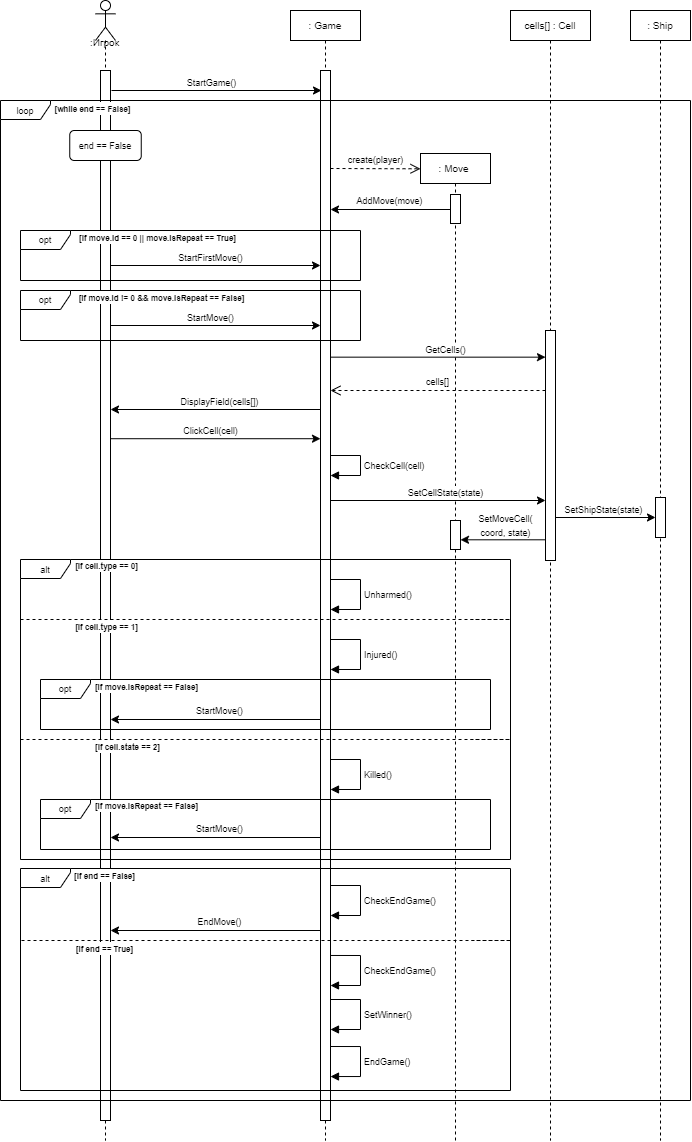 : Game
cells[] : Cell
: Ship
:Игрок
StartGame()
loop
[while end == False]
end == False
create(player)
: Move
AddMove(move)
opt
[if move.id == 0 || move.isRepeat == True]
StartFirstMove()
opt
[if move.id != 0 && move.isRepeat == False]
StartMove()
GetCells()
cells[]
DisplayField(cells[])
ClickCell(cell)
CheckCell(cell)
SetCellState(state)
SetShipState(state)
SetMoveCell(
coord, state)
alt
[if cell.type == 0]
Unharmed()
[if cell.type == 1]
Injured()
opt
[if move.isRepeat == False]
StartMove()
[if cell.state == 2]
Killed()
opt
[if move.isRepeat == False]
StartMove()
alt
[if end == False]
CheckEndGame()
EndMove()
[if end == True]
CheckEndGame()
SetWinner()
EndGame()